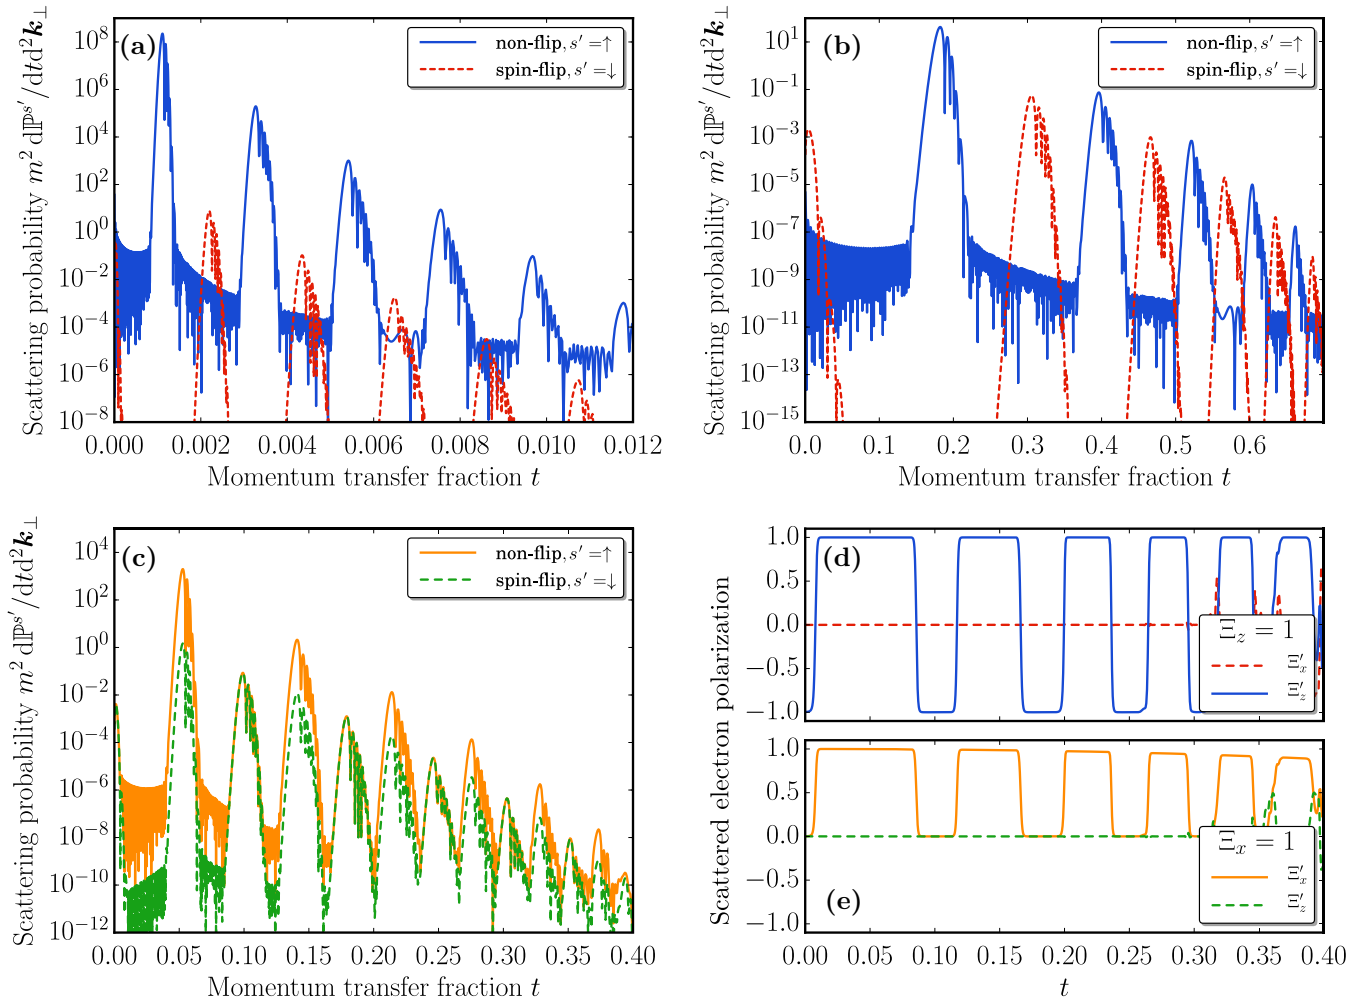 (a)
non-flip, s′ =↑
spin-flip, s′ =↓
Scattering probability m² dℙ^{s′}/dtd²k_⊥
10⁸
10⁶
10⁴
10²
10⁰
10⁻²
10⁻⁴
10⁻⁶
10⁻⁸
0.000 0.002 0.004 0.006 0.008 0.010 0.012
Momentum transfer fraction t
(b)
non-flip, s′ =↑
spin-flip, s′ =↓
Scattering probability m² dℙ^{s′}/dtd²k_⊥
10¹
10⁻¹
10⁻³
10⁻⁵
10⁻⁷
10⁻⁹
10⁻¹¹
10⁻¹³
10⁻¹⁵
0.0 0.1 0.2 0.3 0.4 0.5 0.6
Momentum transfer fraction t
(c)
non-flip, s′ =↑
spin-flip, s′ =↓
Scattering probability m² dℙ^{s′}/dtd²k_⊥
10⁴
10²
10⁰
10⁻²
10⁻⁴
10⁻⁶
10⁻⁸
10⁻¹⁰
10⁻¹²
0.00 0.05 0.10 0.15 0.20 0.25 0.30 0.35 0.40
Momentum transfer fraction t
Scattered electron polarization
(d)
1.0
0.5
0.0
−0.5
−1.0
Ξ_z = 1
Ξ′_x
Ξ′_z
1.0
0.5
0.0
−0.5
−1.0
(e)
Ξ_x = 1
Ξ′_x
Ξ′_z
0.00 0.05 0.10 0.15 0.20 0.25 0.30 0.35 0.40
t